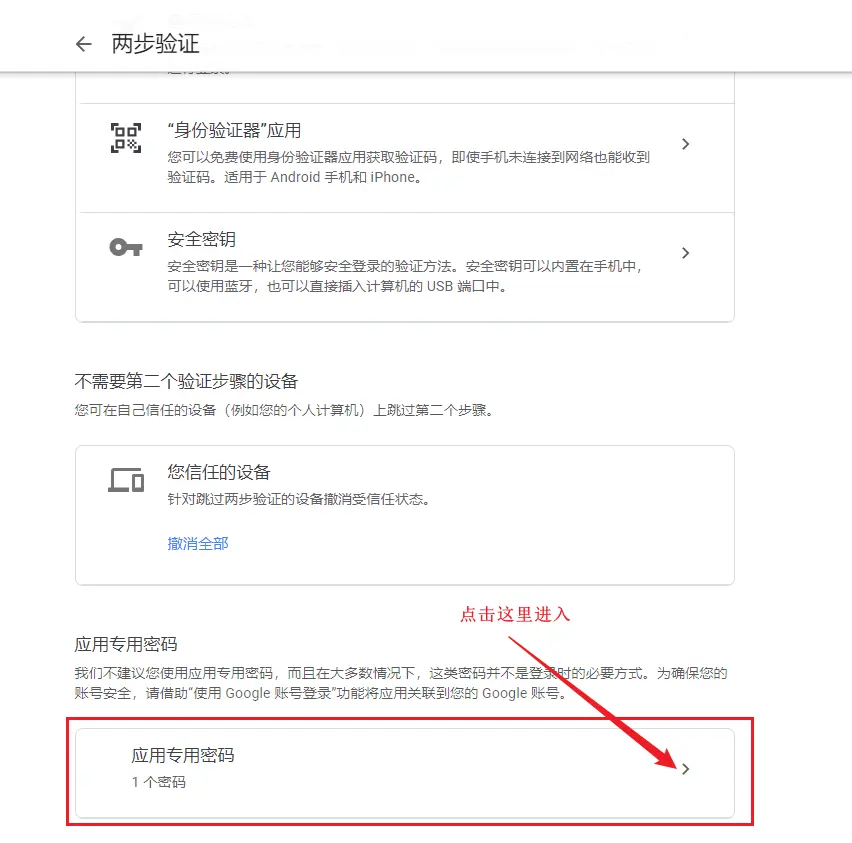 两步验证
“身份验证器”应用
您可以免费使用身份验证器应用获取验证码，即使手机未连接到网络也能收到
验证码。适用于 Android 手机和 iPhone。
安全密钥
安全密钥是一种让您能够安全登录的验证方法。安全密钥可以内置在手机中，
可以使用蓝牙，也可以直接插入计算机的 USB 端口中。
不需要第二个验证步骤的设备
您可在自己信任的设备（例如您的个人计算机）上跳过第二个步骤。
您信任的设备
针对跳过两步验证的设备撤消受信任状态。
撤消全部
点击这里进入
应用专用密码
我们不建议您使用应用专用密码，而且在大多数情况下，这类密码并不是登录时的必要方式。为确保您的
账号安全，请借助“使用 Google 账号登录”功能将应用关联到您的 Google 账号。
应用专用密码
1 个密码